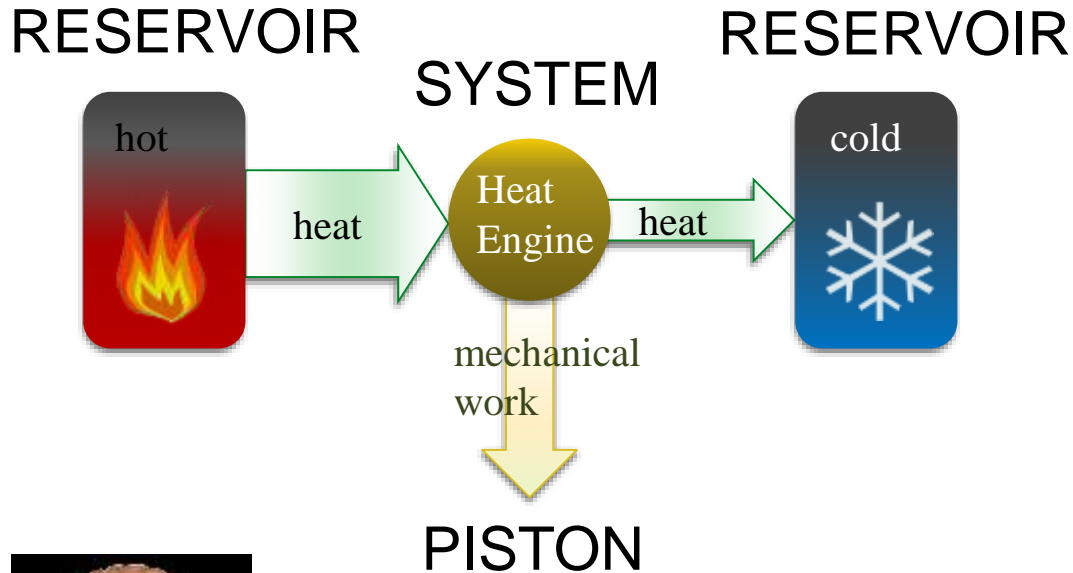 RESERVOIR
RESERVOIR
SYSTEM
hot
cold
Heat
Engine
heat
heat
mechanical
work
PISTON